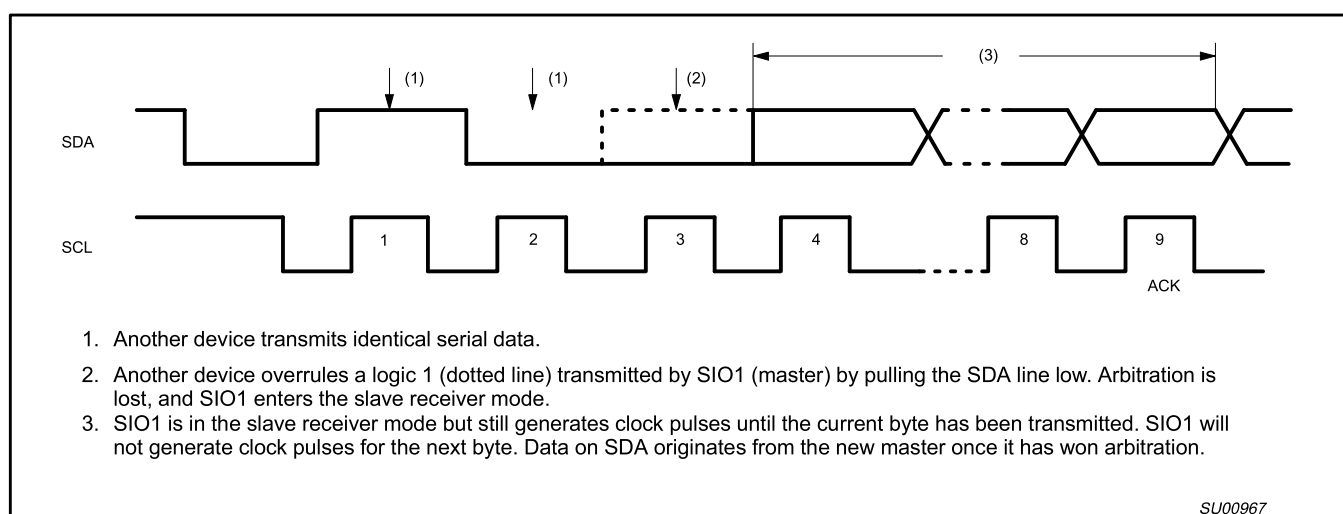 (3)
(1) (1) (2)
SDA
SCL 1 2 3 4 8 9
ACK
1. Another device transmits identical serial data.
2. Another device overrules a logic 1 (dotted line) transmitted by SIO1 (master) by pulling the SDA line low. Arbitration is
lost, and SIO1 enters the slave receiver mode.
3. SIO1 is in the slave receiver mode but still generates clock pulses until the current byte has been transmitted. SIO1 will
not generate clock pulses for the next byte. Data on SDA originates from the new master once it has won arbitration.
SU00967